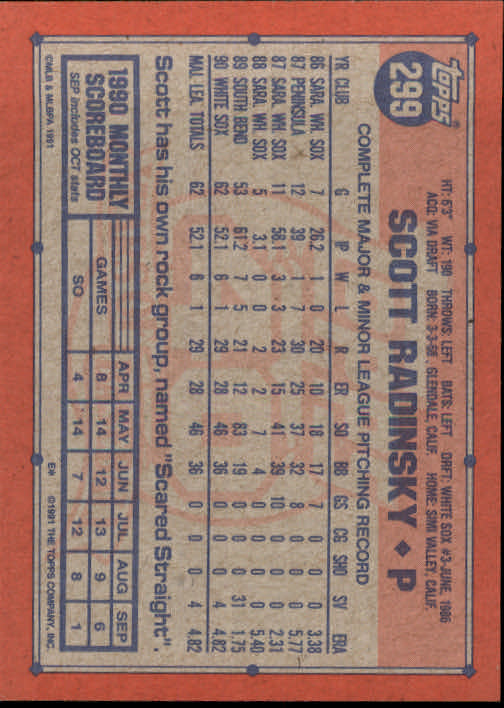 topps®
299
HT: 6'3" WT: 190 THROWS: LEFT BATS: LEFT DRFT: WHITE SOX #3-JUNE, 1986
ACQ: VIA DRAFT BORN: 3-3-68 GLENDALE, CALIF. HOME: SIMI VALLEY, CALIF.
SCOTT RADINSKY ◆ P
COMPLETE MAJOR & MINOR LEAGUE PITCHING RECORD
YR CLUB G IP W L R ER SO BB GS CG SHO SV ERA
86 SARA. WH. SOX 7 26.2 1 0 20 10 18 17 7 0 0 0 3.38
87 PENINSULA 12 39 1 7 30 25 37 32 8 0 0 0 5.77
87 SARA. WH. SOX 11 58.1 3 3 23 15 41 39 10 0 0 0 2.31
88 SARA. WH. SOX 5 3.1 0 0 2 2 7 4 0 0 0 0 5.40
89 SOUTH BEND 53 61.2 7 5 21 12 83 19 0 0 0 31 1.75
90 WHITE SOX 62 52.1 6 1 29 28 46 36 0 0 0 4 4.82
MAJ. LEA. TOTALS 62 52.1 6 1 29 28 46 36 0 0 0 4 4.82
Scott has his own rock group, named "Scared Straight".
1990 MONTHLY SCOREBOARD
SEP includes OCT stats
APR MAY JUN JUL AUG SEP
GAMES 8 14 12 13 9 6
SO 4 14 7 12 8 1
©MLB & MLBPA 1991
E※ ©1991 THE TOPPS COMPANY, INC.